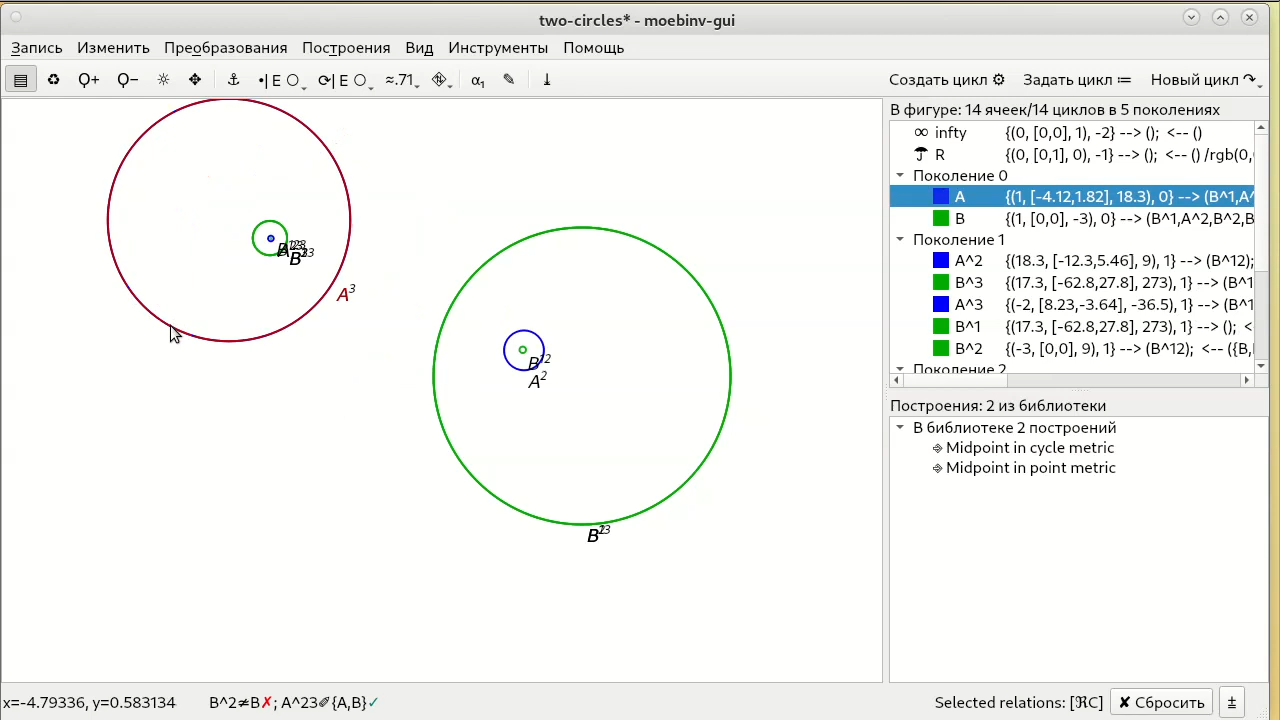 two-circles* - moebinv-gui
Запись Изменить Преобразования Построения Вид Инструменты Помощь
E E ≈.71 α₁ Создать цикл Задать цикл Новый цикл
В фигуре: 14 ячеек/14 циклов в 5 поколениях
∞ infty {(0, [0,0], 1), -2} --> (); <-- ()
R {(0, [0,1], 0), -1} --> (); <-- () /rgb(0,
Поколение 0
A {(1, [-4.12,1.82], 18.3), 0} --> (B^1,A^
B {(1, [0,0], -3), 0} --> (B^1,A^2,B^2,B
Поколение 1
A^2 {(18.3, [-12.3,5.46], 9), 1} --> (B^12);
B^3 {(17.3, [-62.8,27.8], 273), 1} --> (B^1
A^3 {(-2, [8.23,-3.64], -36.5), 1} --> (B^1
B^1 {(17.3, [-62.8,27.8], 273), 1} --> (); <
B^2 {(-3, [0,0], 9), 1} --> (B^12); <-- ({B,
Поколение 2
A³
B¹²
A²
Построения: 2 из библиотеки
В библиотеке 2 построений
Midpoint in cycle metric
Midpoint in point metric
x=-4.79336, y=0.583134 B^2≄B✗; A^23✐{A,B}✓ Selected relations: [ℜC] ✘ Сбросить ±